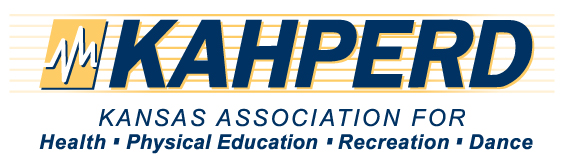 KAHPERD
KANSAS ASSOCIATION FOR
Health ▪ Physical Education ▪ Recreation ▪ Dance